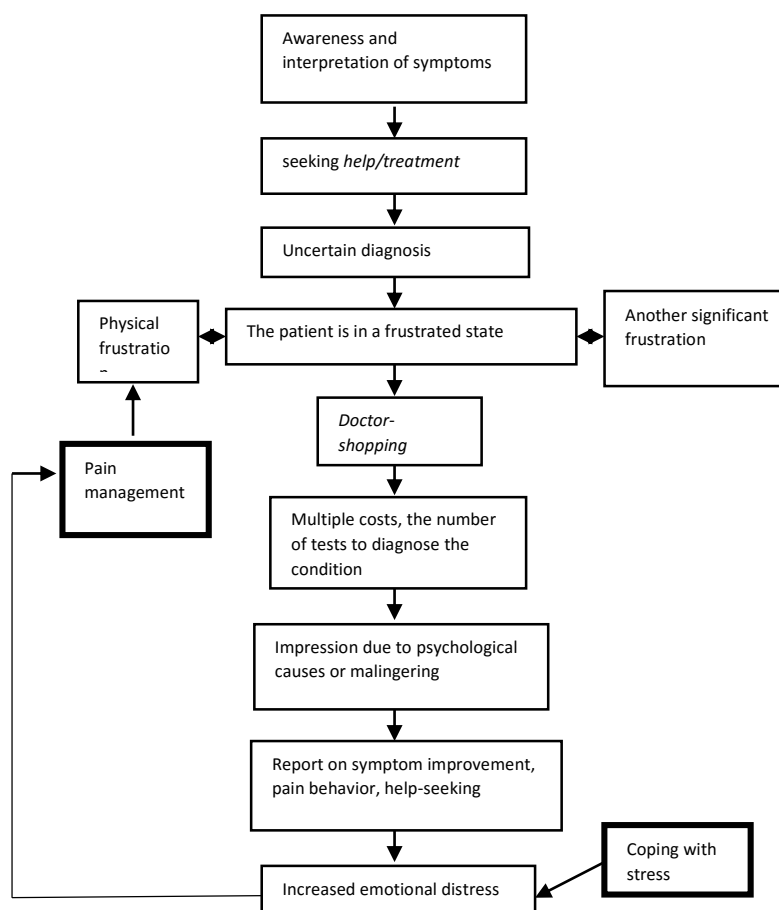 Awareness and
interpretation of symptoms
seeking help/treatment
Uncertain diagnosis
Physical
frustratio
n
The patient is in a frustrated state
Another significant
frustration
Doctor-
shopping
Pain
management
Multiple costs, the number
of tests to diagnose the
condition
Impression due to psychological
causes or malingering
Report on symptom improvement,
pain behavior, help-seeking
Coping with
stress
Increased emotional distress